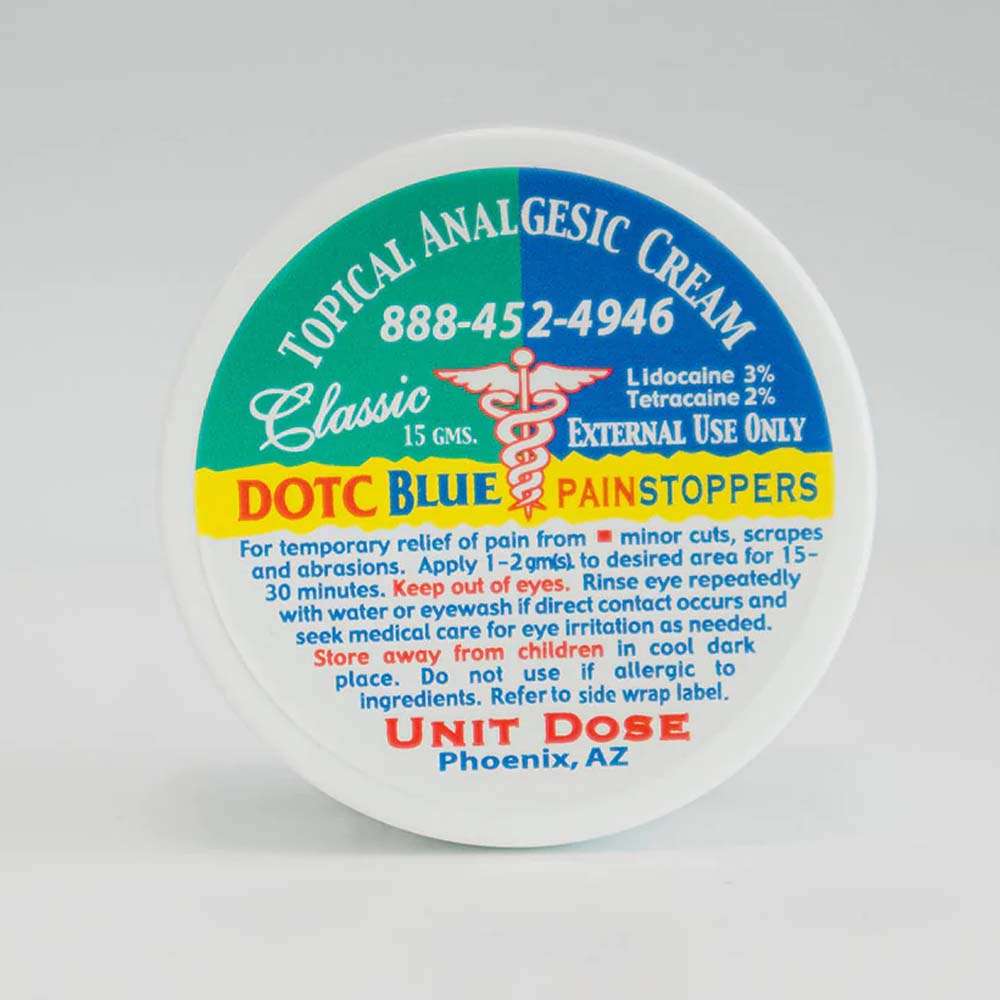 TOPICAL ANALGESIC CREAM
888-452-4946
Classic
15 GMS.
Lidocaine 3%
Tetracaine 2%
EXTERNAL USE ONLY
DOTC BLUE PAINSTOPPERS
For temporary relief of pain from ■ minor cuts, scrapes
and abrasions. Apply 1-2gm(s). to desired area for 15-
30 minutes. Keep out of eyes. Rinse eye repeatedly
with water or eyewash if direct contact occurs and
seek medical care for eye irritation as needed.
Store away from children in cool dark
place. Do not use if allergic to
ingredients. Refer to side wrap label.
UNIT DOSE
Phoenix, AZ